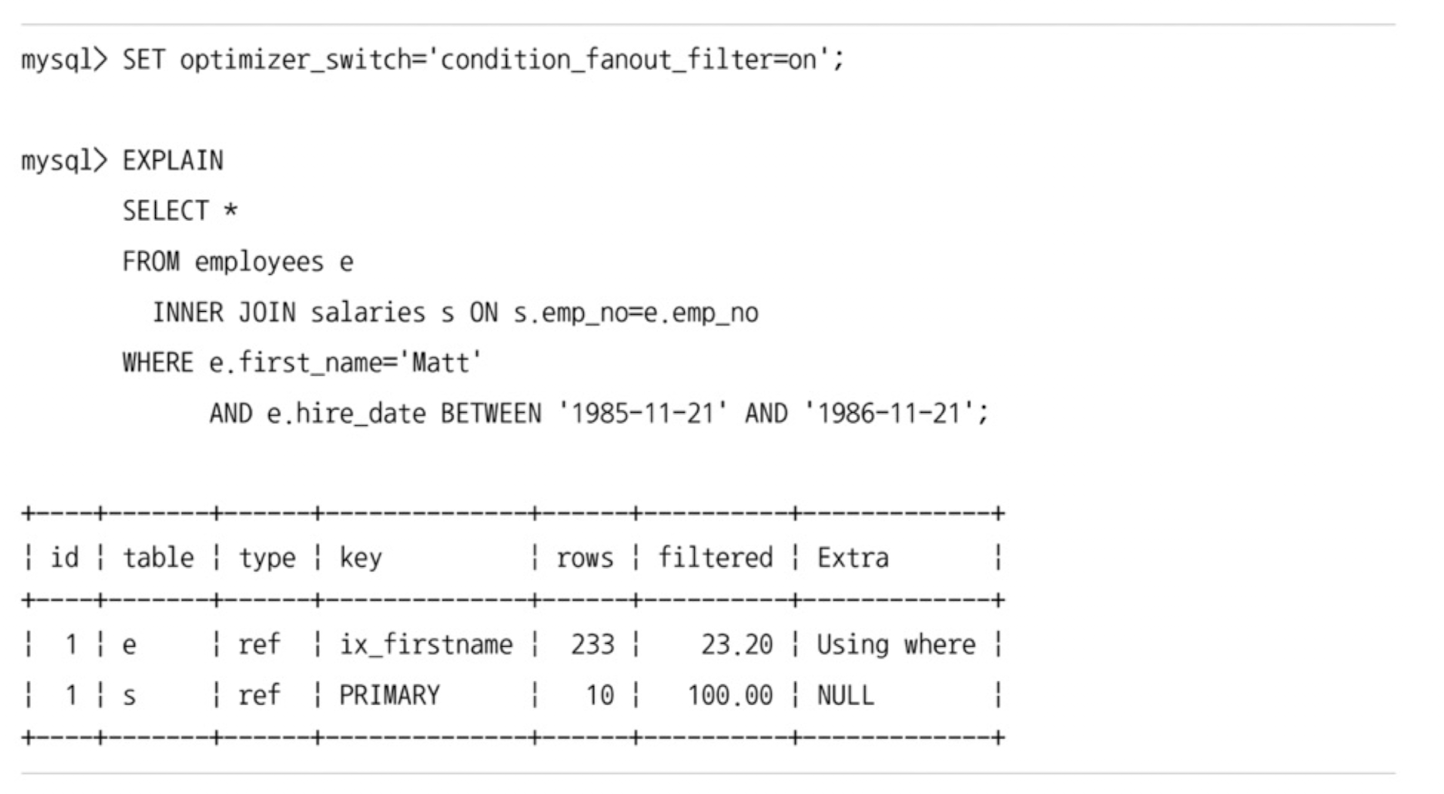 mysql> SET optimizer_switch='condition_fanout_filter=on';
mysql> EXPLAIN
SELECT *
FROM employees e
INNER JOIN salaries s ON s.emp_no=e.emp_no
WHERE e.first_name='Matt'
AND e.hire_date BETWEEN '1985-11-21' AND '1986-11-21';
+----+-------+------+--------------+------+----------+-------------+
| id | table | type | key          | rows | filtered | Extra       |
+----+-------+------+--------------+------+----------+-------------+
|  1 | e     | ref  | ix_firstname |  233 |    23.20 | Using where |
|  1 | s     | ref  | PRIMARY      |   10 |   100.00 | NULL        |
+----+-------+------+--------------+------+----------+-------------+